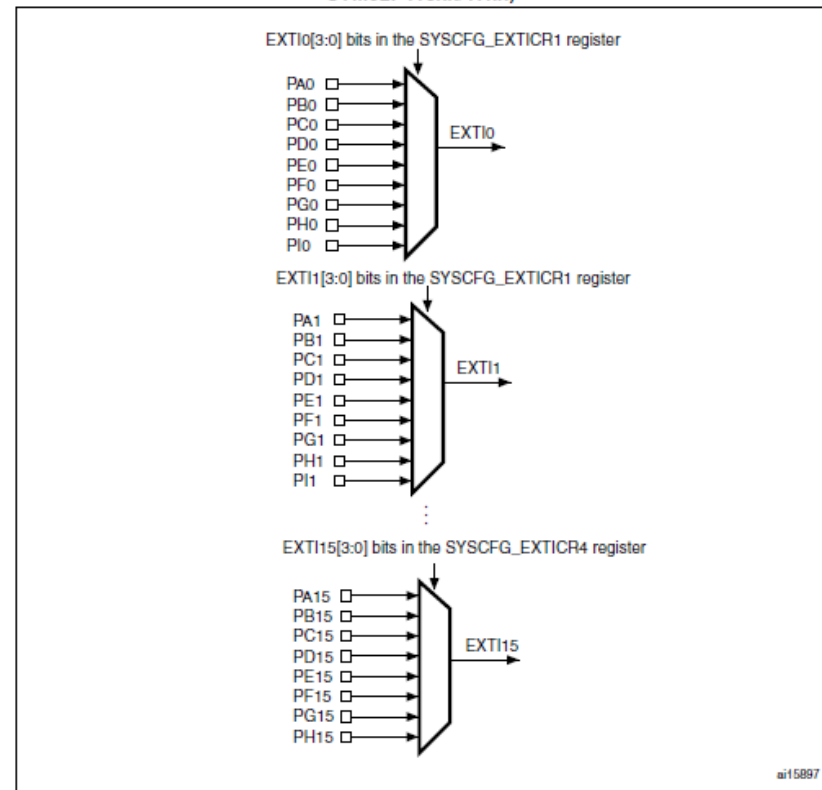 EXTI0[3:0] bits in the SYSCFG_EXTICR1 register
PA0
PB0
PC0
PD0
PE0
PF0
PG0
PH0
PI0
EXTI0
EXTI1[3:0] bits in the SYSCFG_EXTICR1 register
PA1
PB1
PC1
PD1
PE1
PF1
PG1
PH1
PI1
EXTI1
EXTI15[3:0] bits in the SYSCFG_EXTICR4 register
PA15
PB15
PC15
PD15
PE15
PF15
PG15
PH15
EXTI15
ai15897